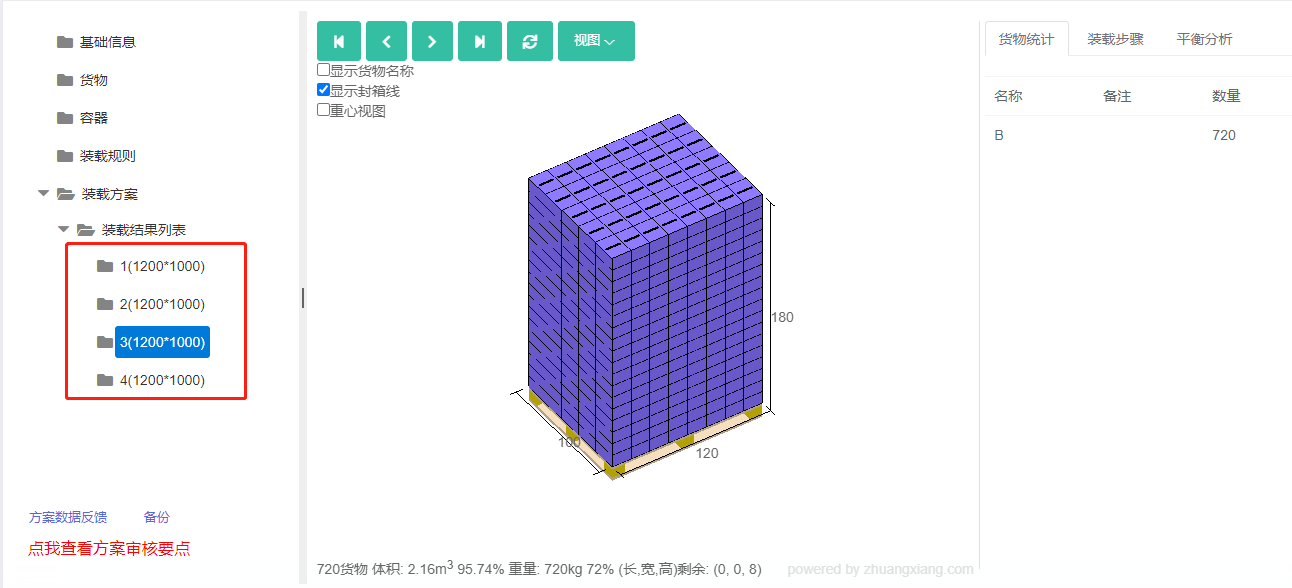 基础信息
货物
容器
装载规则
装载方案
装载结果列表
1(1200*1000)
2(1200*1000)
3(1200*1000)
4(1200*1000)
方案数据反馈 备份
点我查看方案审核要点
视图
显示货物名称
显示封箱线
重心视图
180
100
120
720货物 体积: 2.16m³ 95.74% 重量: 720kg 72% (长,宽,高)剩余: (0, 0, 8)
powered by zhuangxiang.com
货物统计 装载步骤 平衡分析
名称 备注 数量
B 720